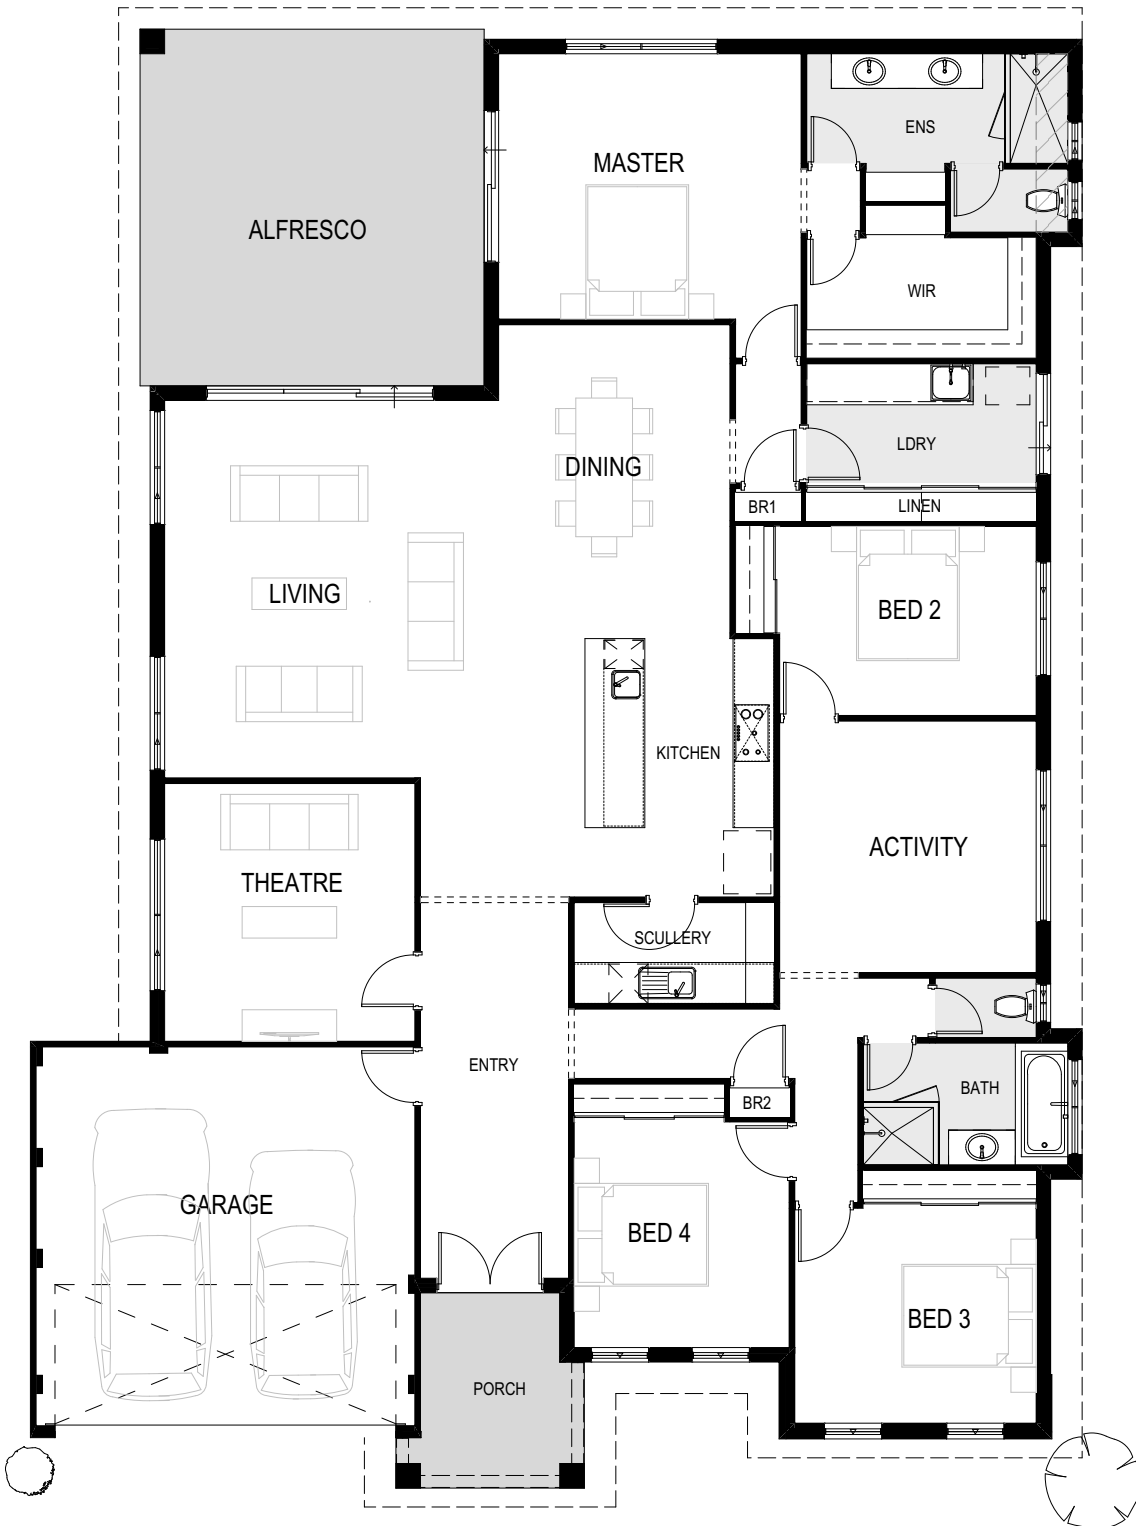 ENS
MASTER
ALFRESCO
WIR
LDRY
DINING
BR1
LINEN
LIVING
BED 2
KITCHEN
ACTIVITY
THEATRE
SCULLERY
ENTRY
BATH
BR2
GARAGE
BED 4
BED 3
PORCH